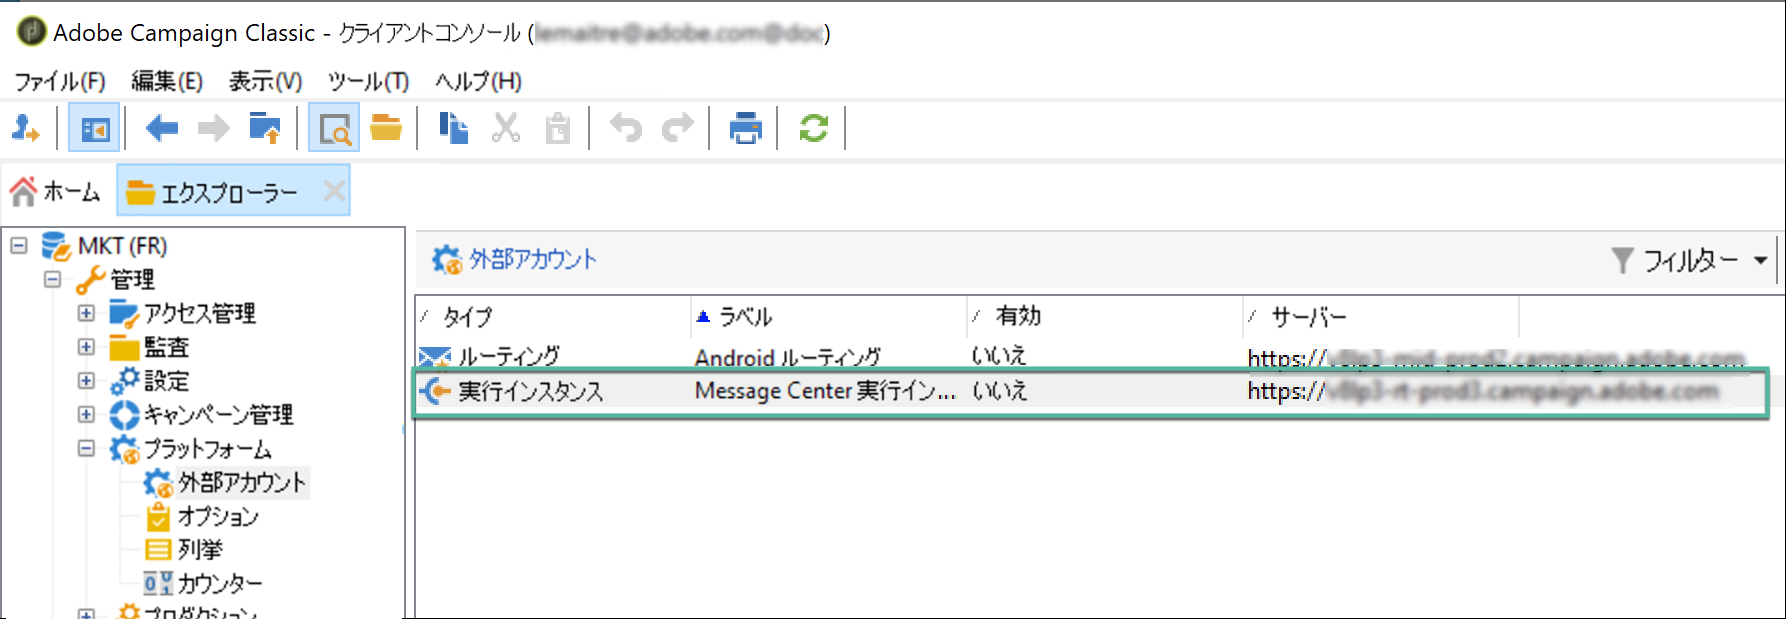 Adobe Campaign Classic - クライアントコンソール (
ファイル(F) 編集(E) 表示(V) ツール(T) ヘルプ(H)
ホーム エクスプローラー
MKT (FR)
管理
アクセス管理
監査
設定
キャンペーン管理
プラットフォーム
外部アカウント
オプション
列挙
カウンター
プロダクション
外部アカウント フィルター
タイプ ラベル 有効 サーバー
ルーティング Android ルーティング いいえ https://
実行インスタンス Message Center 実行イン... いいえ https://